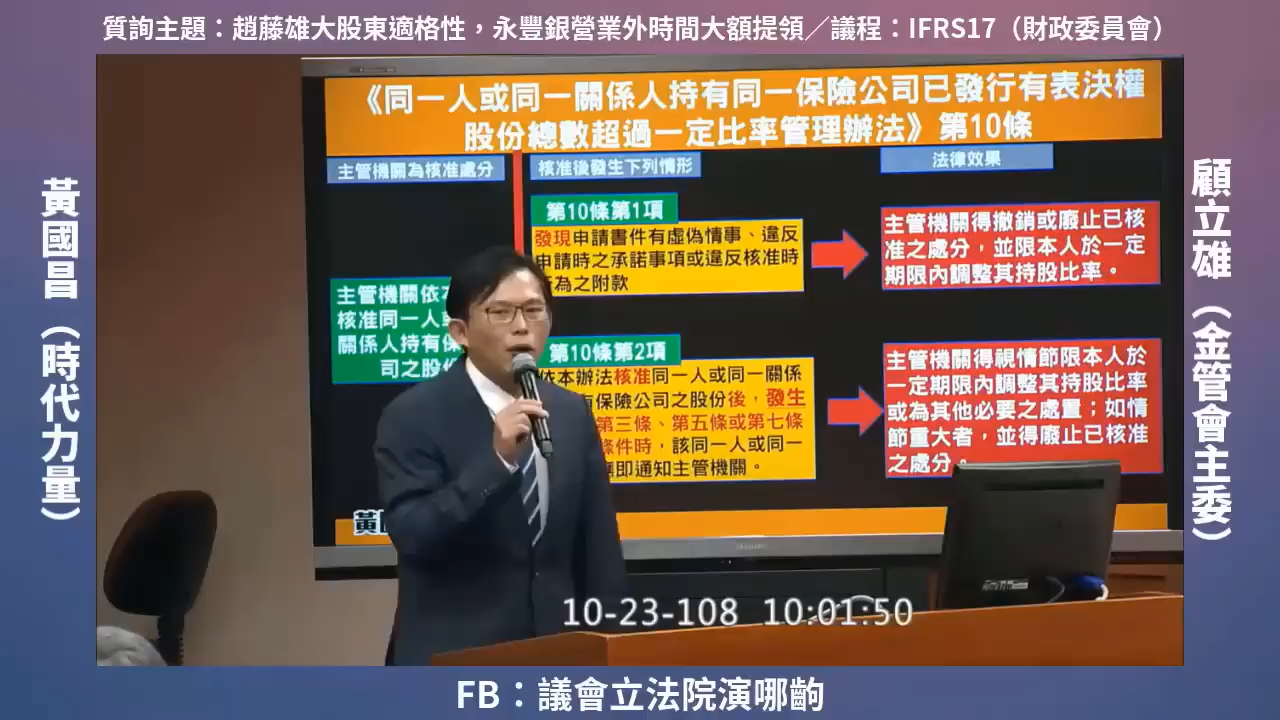 質詢主題：趙藤雄大股東適格性，永豐銀營業外時間大額提領／議程：IFRS17（財政委員會）
黃國昌（時代力量）
《同一人或同一關係人持有同一保險公司已發行有表決權
股份總數超過一定比率管理辦法》第10條
主管機關為核准處分
核准後發生下列情形
法律效果
主管機關依
核准同一人
關係人持有保
司之股份
第10條第1項
發現申請書件有虛偽情事、違反
申請時之承諾事項或違反核准時
行為之附款
主管機關得撤銷或廢止已核
准之處分，並限本人於一定
期限內調整其持股比率。
第10條第2項
依本辦法核准同一人或同一關係
有保險公司之股份後，發生
第三條、第五條或第七條
條件時，該同一人或同一
應即通知主管機關。
主管機關得視情節限本人於
一定期限內調整其持股比率
或為其他必要之處置；如情
節重大者，並得廢止已核准
之處分。
黃
10-23-108 10:01:50
顧立雄（金管會主委）
FB：議會立法院演哪齣